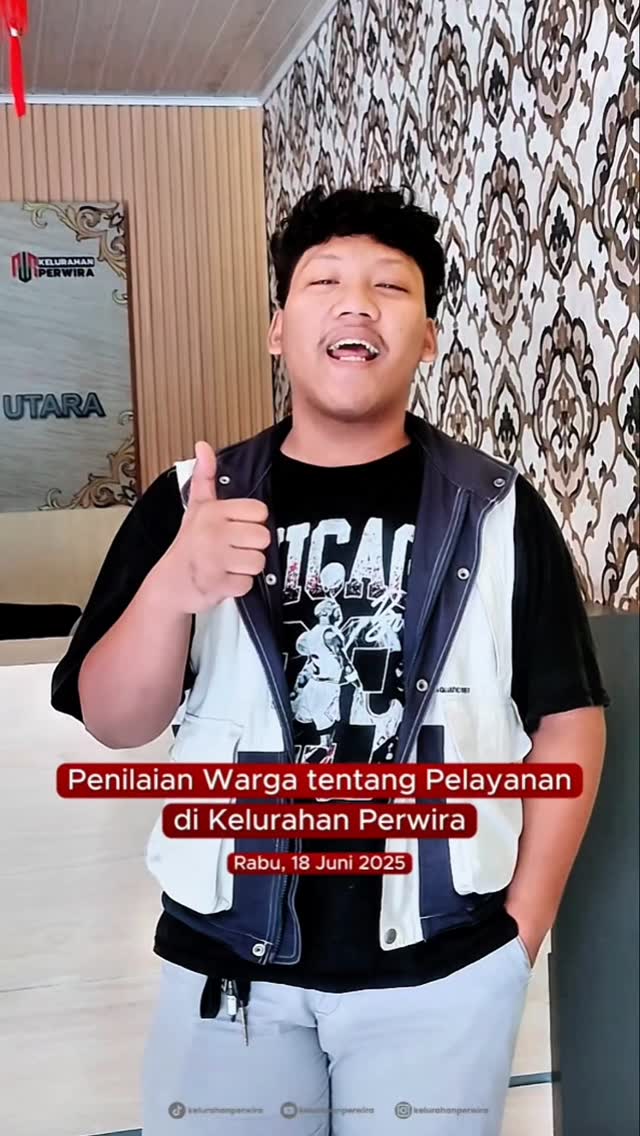 KELURAHAN
PERWIRA
UTARA
Penilaian Warga tentang Pelayanan
di Kelurahan Perwira
Rabu, 18 Juni 2025
kelurahanperwira kelurahanperwira kelurahanperwira